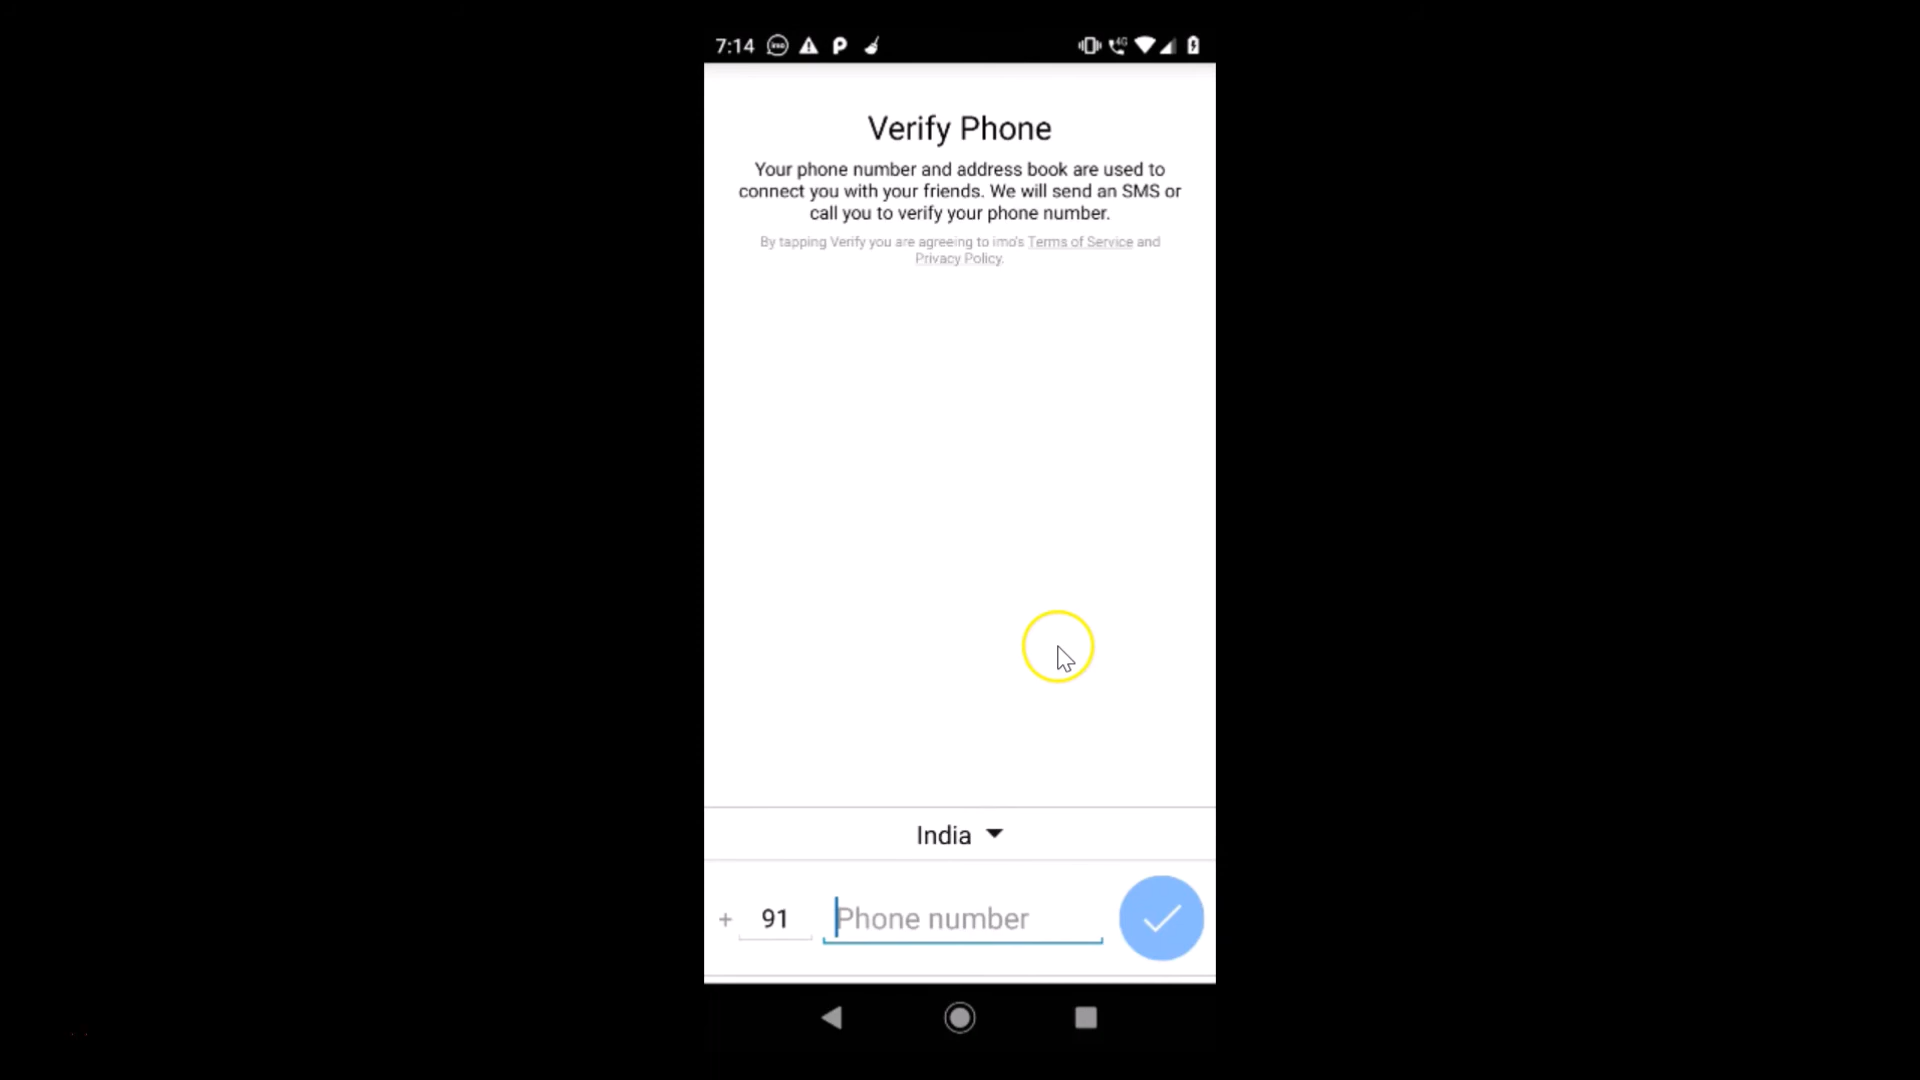 7:14
Verify Phone
Your phone number and address book are used to
connect you with your friends. We will send an SMS or
call you to verify your phone number.
By tapping Verify you are agreeing to imo's Terms of Service and
Privacy Policy.
India
+ 91 Phone number